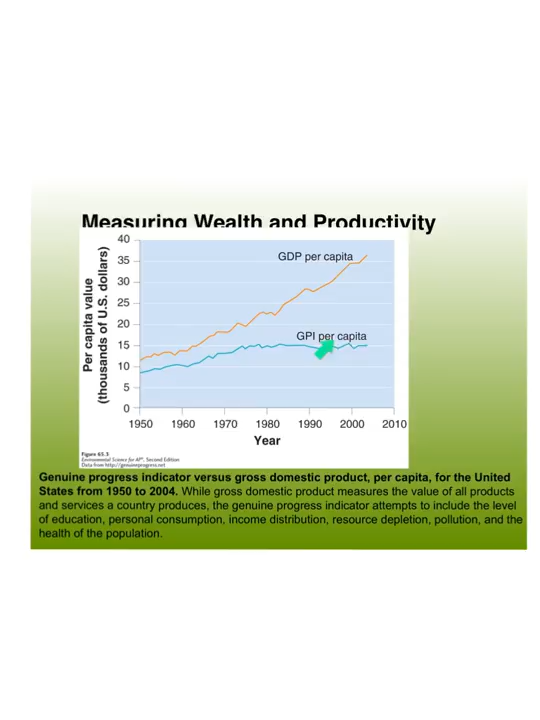 Measuring Wealth and Productivity
40
35
30
25
20
15
10
5
0
Per capita value
(thousands of U.S. dollars)
GDP per capita
GPI per capita
1950 1960 1970 1980 1990 2000 2010
Year
Figure 65.3
Environmental Science for AP®, Second Edition
Data from http://genuineprogress.net
Genuine progress indicator versus gross domestic product, per capita, for the United
States from 1950 to 2004. While gross domestic product measures the value of all products
and services a country produces, the genuine progress indicator attempts to include the level
of education, personal consumption, income distribution, resource depletion, pollution, and the
health of the population.